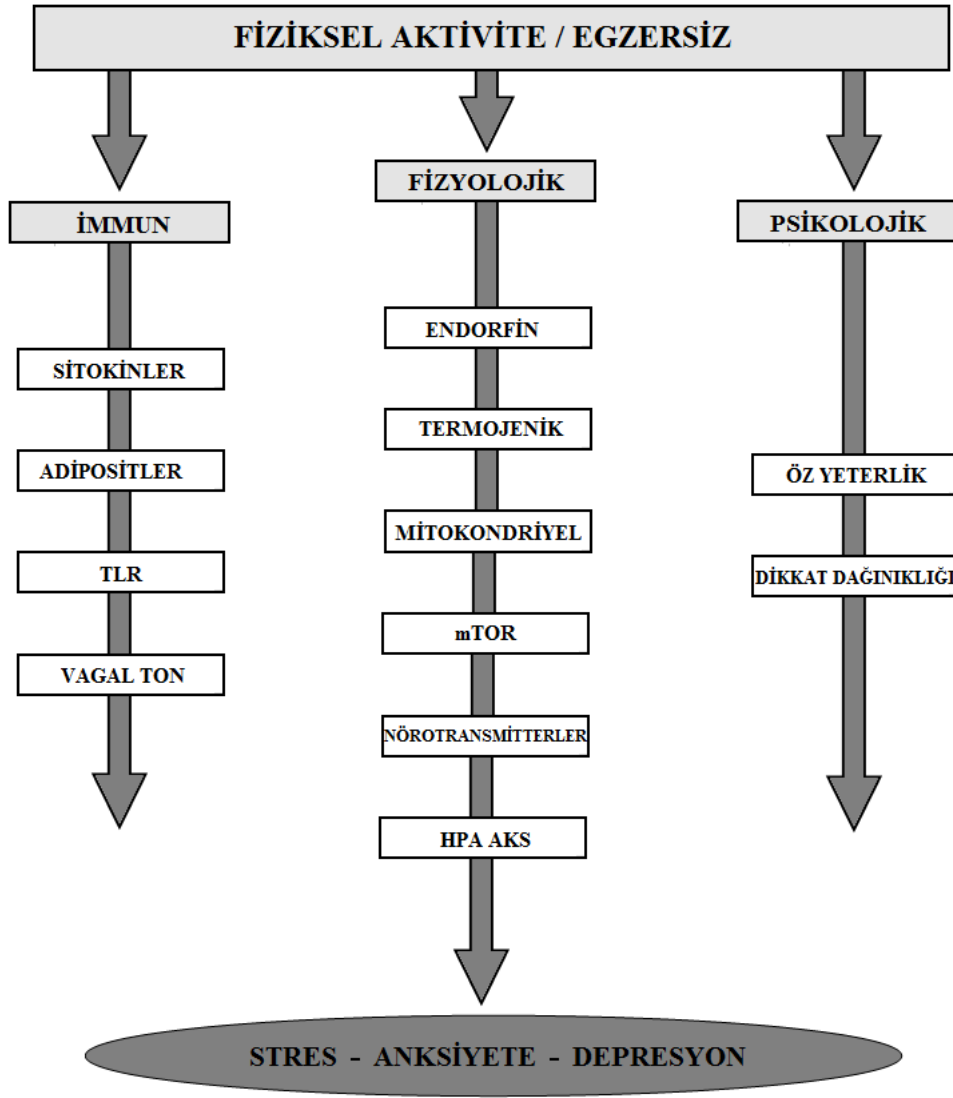 FİZİKSEL AKTİVİTE / EGZERSİZ
İMMUN
SİTOKİNLER
ADİPOSİTLER
TLR
VAGAL TON
FİZYOLOJİK
ENDORFİN
TERMOJENİK
MİTOKONDRİYEL
mTOR
NÖROTRANSMİTTERLER
HPA AKS
PSİKOLOJİK
ÖZ YETERLİK
DİKKAT DAĞINIKLIĞI
STRES - ANKSİYETE - DEPRESYON